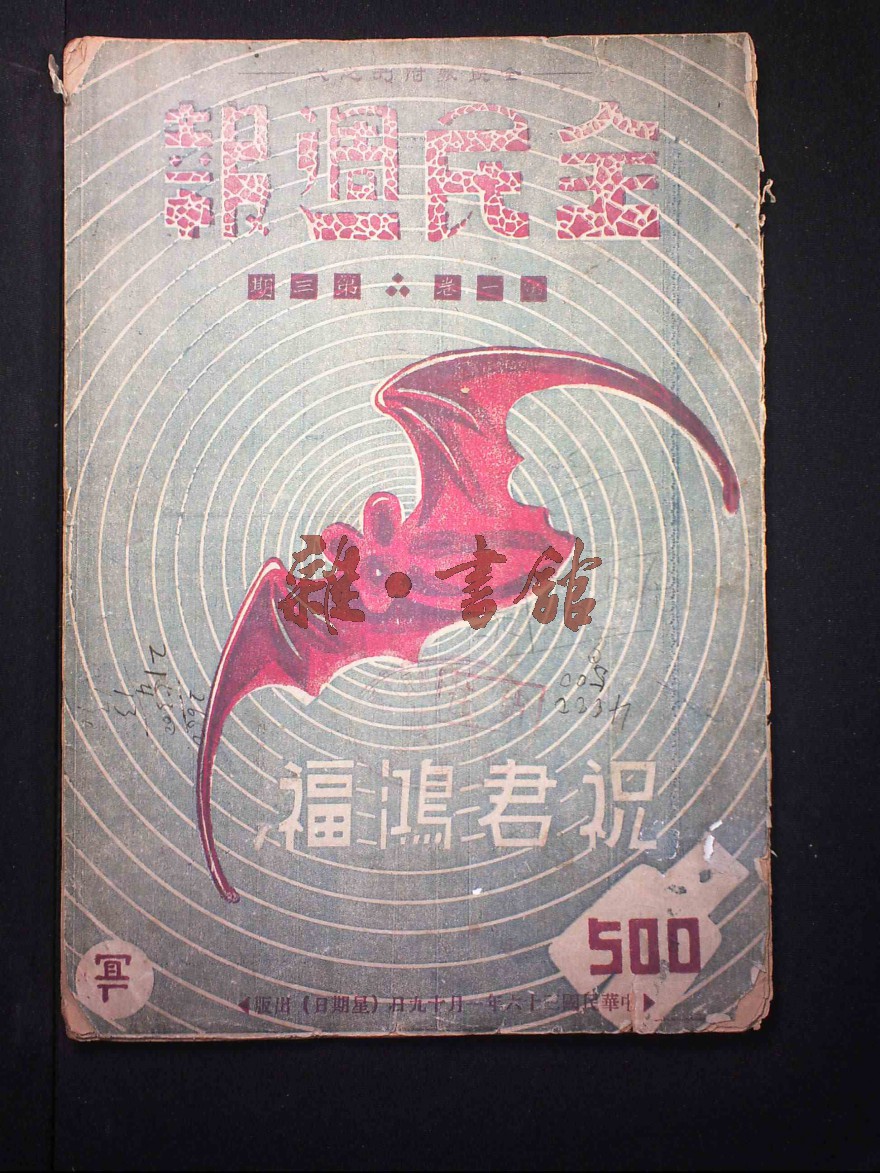 全民週報
第一卷 第三期
雜·書館
祝君鴻福
500
中華民國三十六年一月十九日（星期日）出版